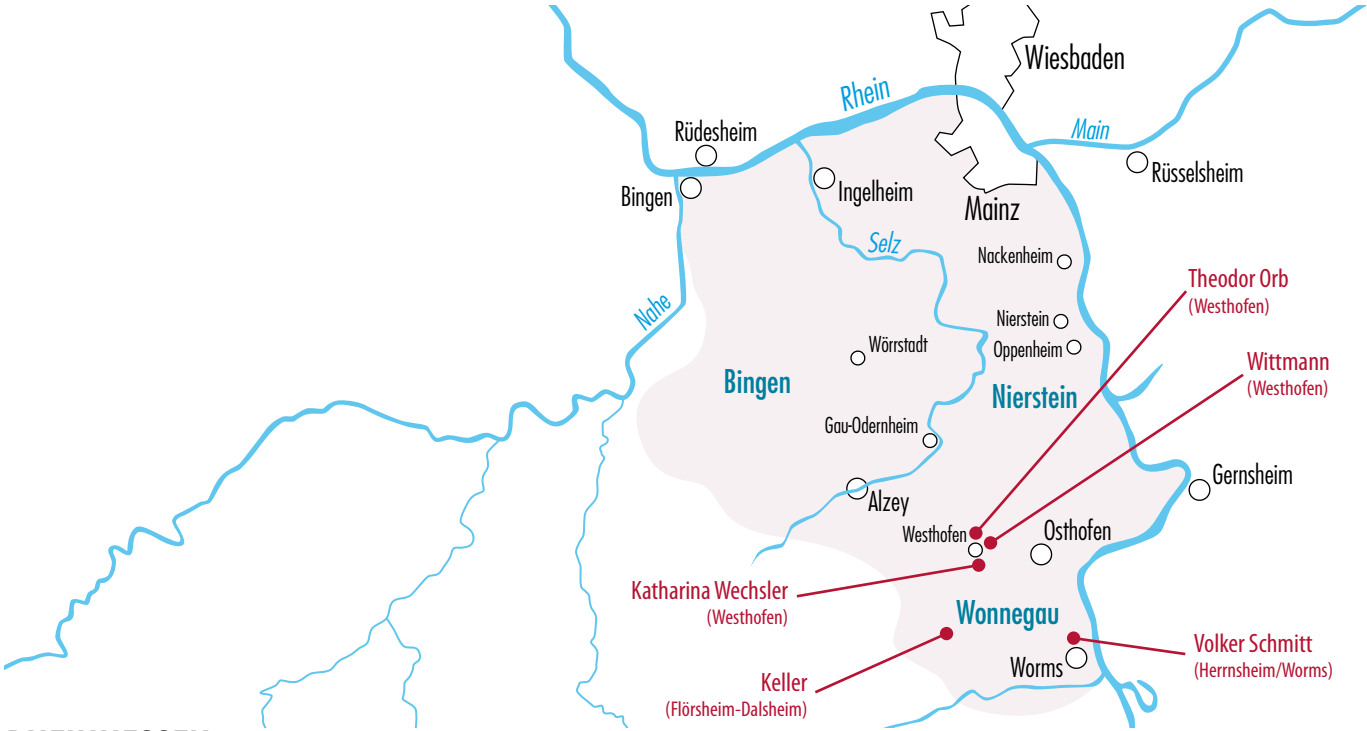 Wiesbaden
Rhein
Main
Rüdesheim
Rüsselsheim
Bingen
Ingelheim
Mainz
Selz
Nackenheim
Theodor Orb
(Westhofen)
Nahe
Nierstein
Wörrstadt
Oppenheim
Wittmann
(Westhofen)
Bingen
Nierstein
Gau-Odernheim
Gernsheim
Alzey
Westhofen
Osthofen
Katharina Wechsler
(Westhofen)
Wonnegau
Volker Schmitt
(Herrnsheim/Worms)
Worms
Keller
(Flörsheim-Dalsheim)